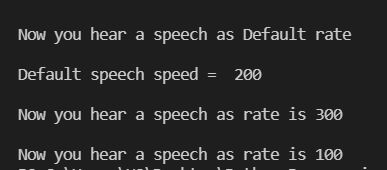 Now you hear a speech as Default rate
Default speech speed =  200
Now you hear a speech as rate is 300
Now you hear a speech as rate is 100